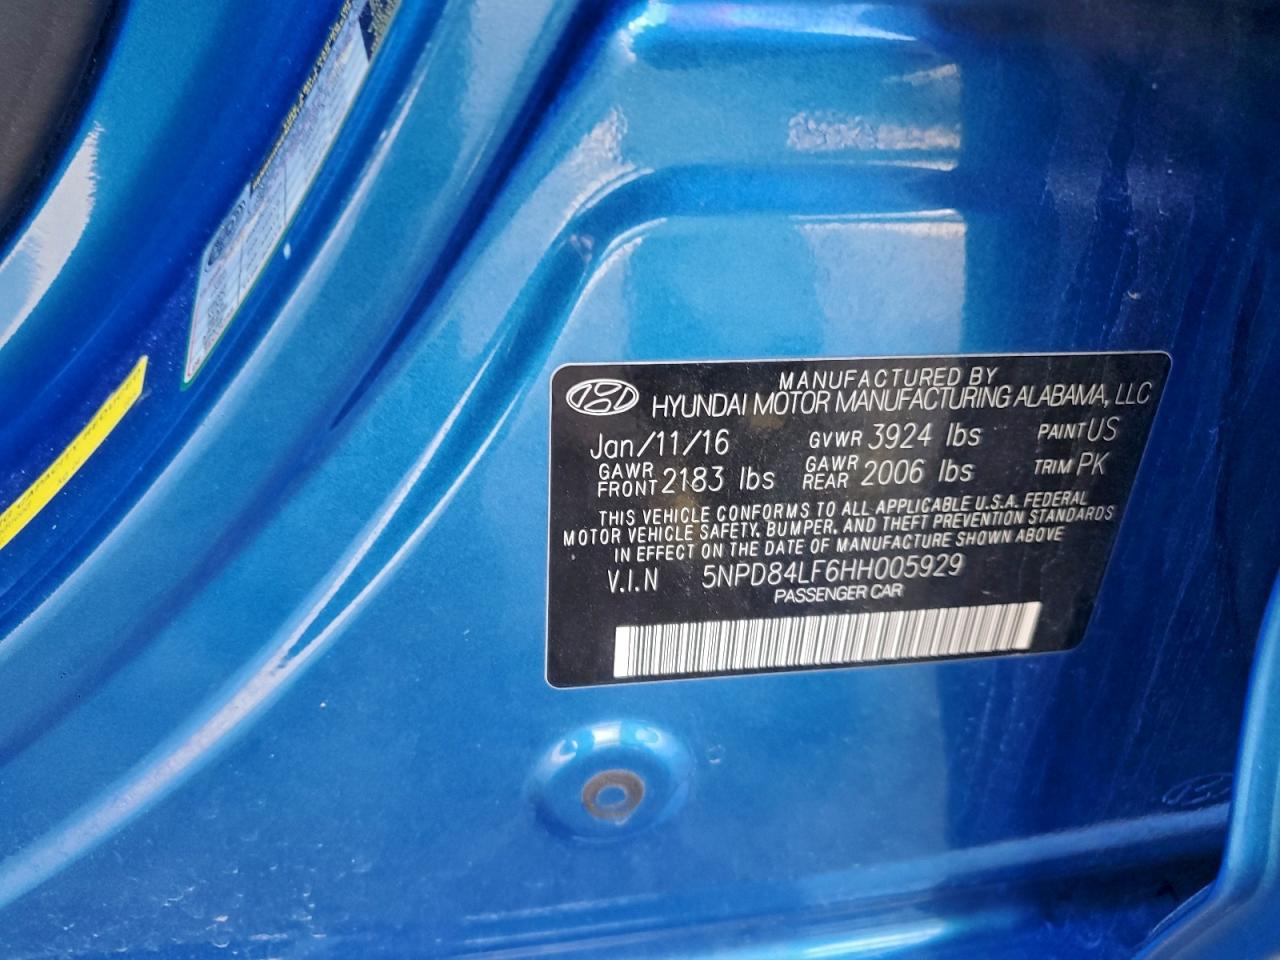 MANUFACTURED BY
HYUNDAI MOTOR MANUFACTURING ALABAMA, LLC
Jan/11/16 GVWR 3924 lbs PAINT US
GAWR FRONT 2183 lbs GAWR REAR 2006 lbs TRIM PK
THIS VEHICLE CONFORMS TO ALL APPLICABLE U.S.A. FEDERAL
MOTOR VEHICLE SAFETY, BUMPER, AND THEFT PREVENTION STANDARDS
IN EFFECT ON THE DATE OF MANUFACTURE SHOWN ABOVE
V.I.N 5NPD84LF6HH005929
PASSENGER CAR
CAPACITY REDUCED